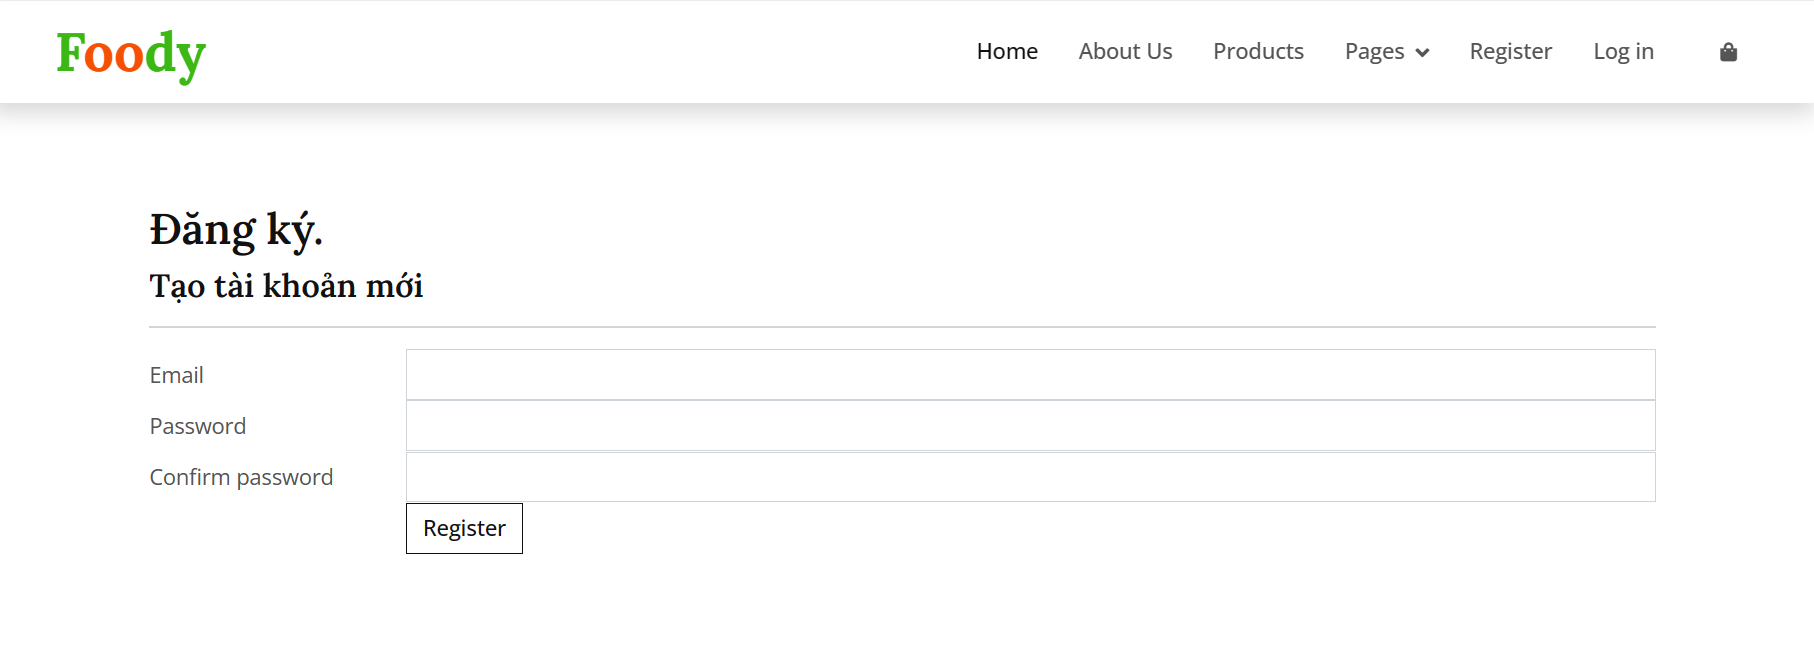 Foody
Home About Us Products Pages Register Log in
Đăng ký.
Tạo tài khoản mới
Email
Password
Confirm password
Register